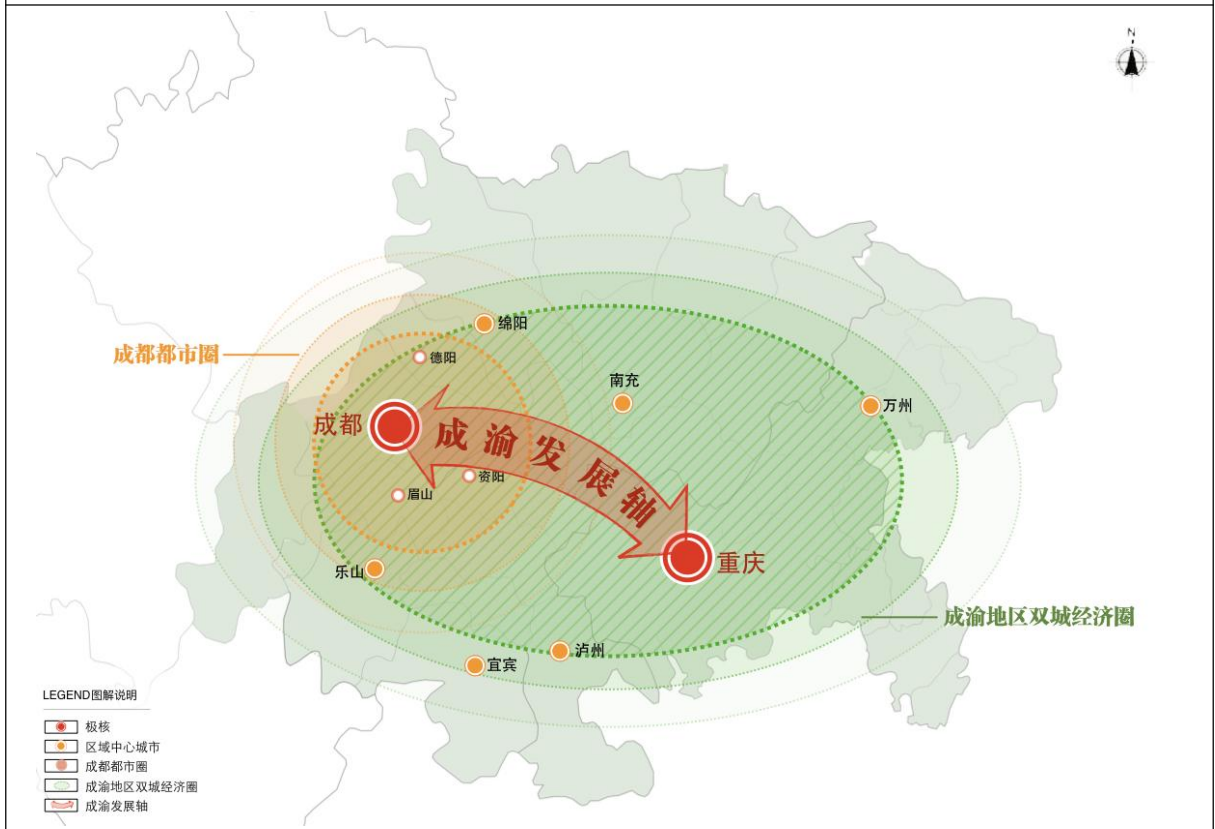 N
绵阳
德阳
成都都市圈
南充
万州
成都
成渝发展轴
资阳
眉山
重庆
乐山
成渝地区双城经济圈
泸州
宜宾
LEGEND图解说明
极核
区域中心城市
成都都市圈
成渝地区双城经济圈
成渝发展轴